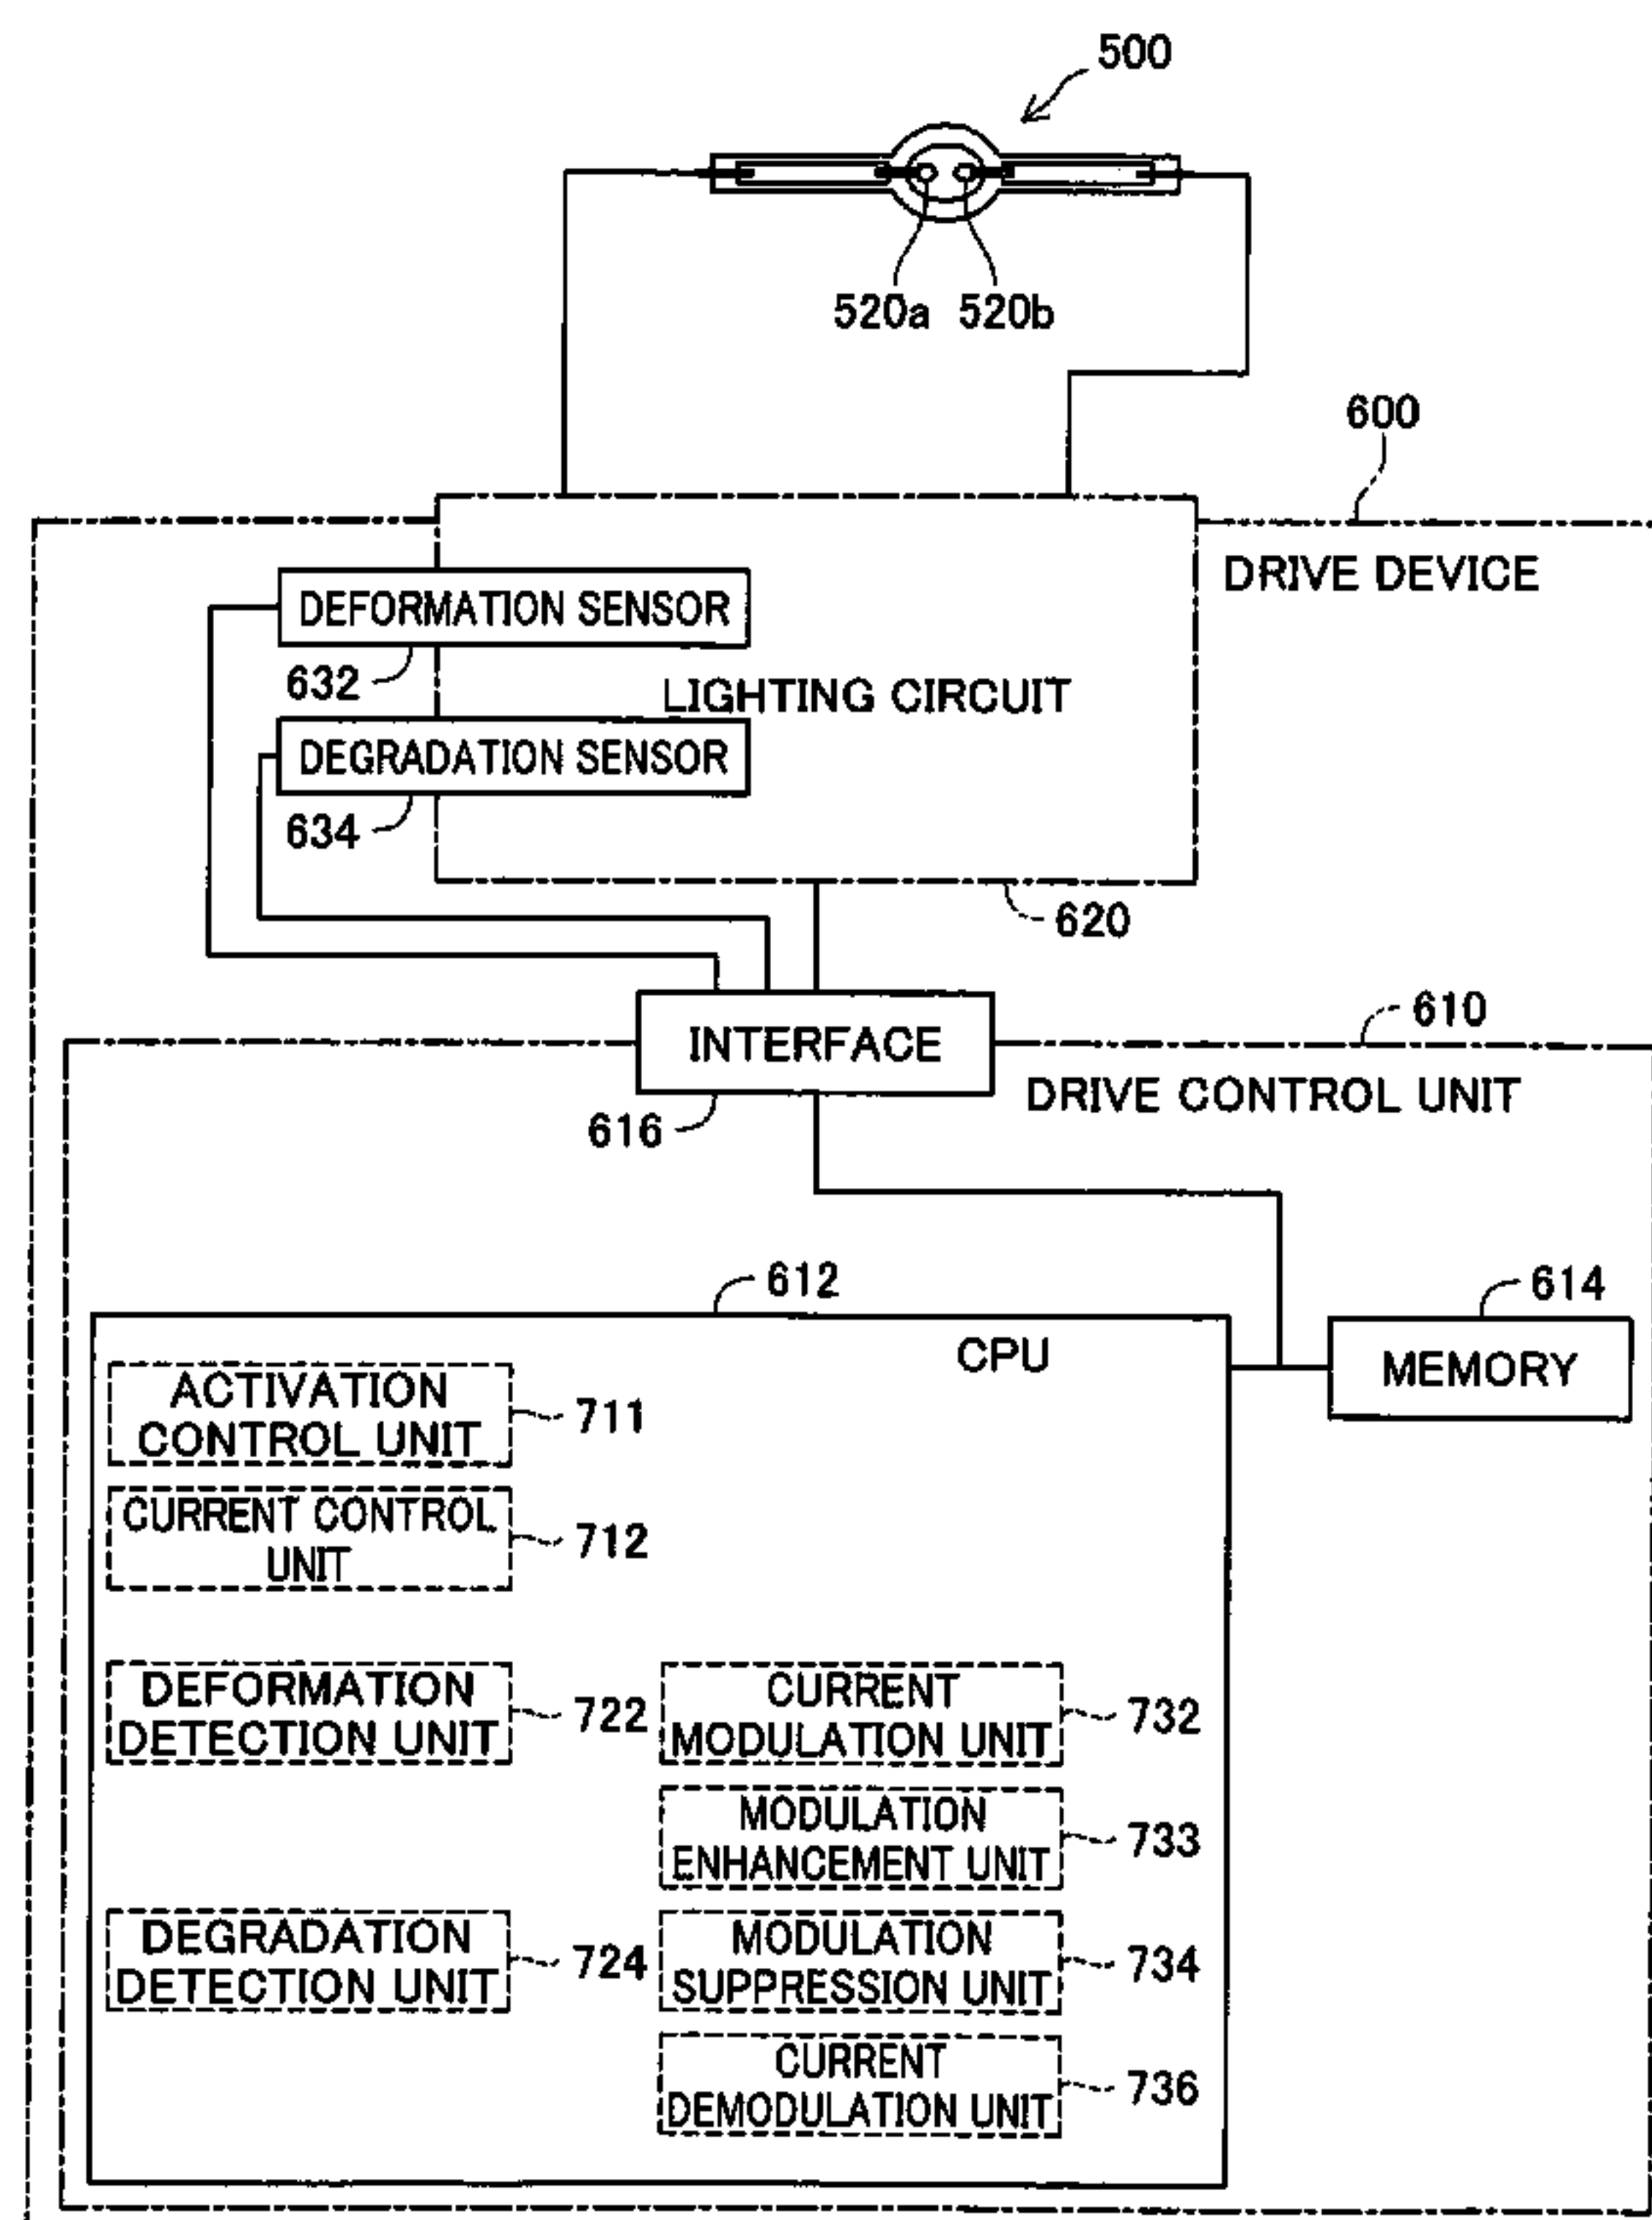 500
520a 520b
600
DRIVE DEVICE
DEFORMATION SENSOR
632
LIGHTING CIRCUIT
DEGRADATION SENSOR
634
620
INTERFACE
610
DRIVE CONTROL UNIT
616
612
614
CPU
MEMORY
ACTIVATION
CONTROL UNIT
711
CURRENT CONTROL
UNIT
712
DEFORMATION
DETECTION UNIT
722
CURRENT
MODULATION UNIT
732
MODULATION
ENHANCEMENT UNIT
733
DEGRADATION
DETECTION UNIT
724
MODULATION
SUPPRESSION UNIT
734
CURRENT
DEMODULATION UNIT
736